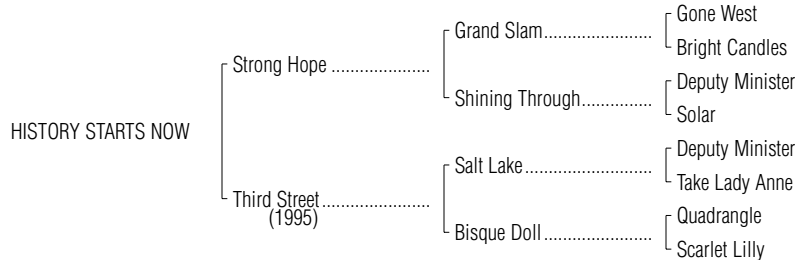 Gone West
Grand Slam......................
Bright Candles
Strong Hope ....................
Deputy Minister
Shining Through..............
Solar
HISTORY STARTS NOW
Deputy Minister
Salt Lake.........................
Take Lady Anne
Third Street......................
(1995)
Quadrangle
Bisque Doll......................
Scarlet Lilly